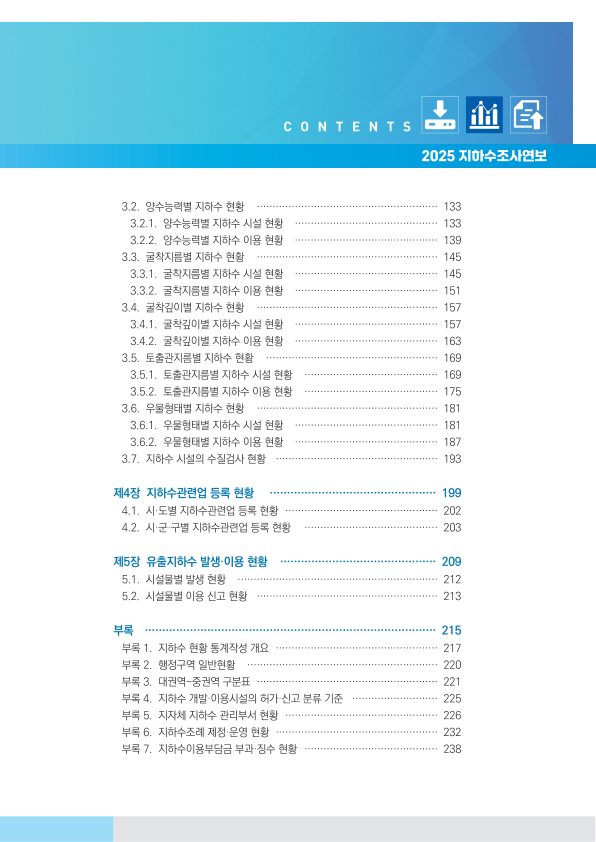 CONTENTS
2025 지하수조사연보
3.2. 양수능력별 지하수 현황 ········ 133
3.2.1. 양수능력별 지하수 시설 현황 ········ 133
3.2.2. 양수능력별 지하수 이용 현황 ········ 139
3.3. 굴착지름별 지하수 현황 ········ 145
3.3.1. 굴착지름별 지하수 시설 현황 ········ 145
3.3.2. 굴착지름별 지하수 이용 현황 ········ 151
3.4. 굴착깊이별 지하수 현황 ········ 157
3.4.1. 굴착깊이별 지하수 시설 현황 ········ 157
3.4.2. 굴착깊이별 지하수 이용 현황 ········ 163
3.5. 토출관지름별 지하수 현황 ········ 169
3.5.1. 토출관지름별 지하수 시설 현황 ········ 169
3.5.2. 토출관지름별 지하수 이용 현황 ········ 175
3.6. 우물형태별 지하수 현황 ········ 181
3.6.1. 우물형태별 지하수 시설 현황 ········ 181
3.6.2. 우물형태별 지하수 이용 현황 ········ 187
3.7. 지하수 시설의 수질검사 현황 ········ 193
제4장 지하수관련업 등록 현황 ········ 199
4.1. 시·도별 지하수관련업 등록 현황 ········ 202
4.2. 시·군·구별 지하수관련업 등록 현황 ········ 203
제5장 유출지하수 발생·이용 현황 ········ 209
5.1. 시설물별 발생 현황 ········ 212
5.2. 시설물별 이용 신고 현황 ········ 213
부록 ········ 215
부록 1. 지하수 현황 통계작성 개요 ········ 217
부록 2. 행정구역 일반현황 ········ 220
부록 3. 대권역-중권역 구분표 ········ 221
부록 4. 지하수 개발·이용시설의 허가·신고 분류 기준 ········ 225
부록 5. 지자체 지하수 관리부서 현황 ········ 226
부록 6. 지하수조례 제정·운영 현황 ········ 232
부록 7. 지하수이용부담금 부과·징수 현황 ········ 238